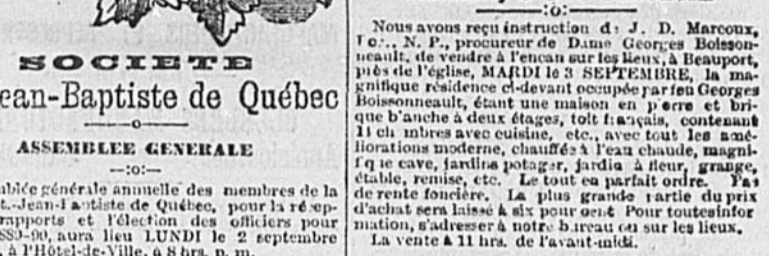 SOCIETE
ean-Baptiste de Québec
ASSEMBLEE GENERALE
—:o:—
blée générale annuelle des membres de la
t.-Jean-Baptiste de Québec, pour la récep-
rapports et l'élection des officiers pour
889-90, aura lieu LUNDI le 2 septembre
à l'Hôtel-de-Ville, à 8 hrs. p. m.
—:o:—
Nous avons reçu instruction de J. D. Marcoux,
N. P., procureur de Dame Georges Boisson-
neault, de vendre à l'encan sur les lieux, à Beauport,
près de l'église, MARDI le 3 SEPTEMBRE, la ma-
gnifique résidence ci-devant occupée par feu Georges
Boissonneault, étant une maison en pierre et bri-
que blanche à deux étages, toit français, contenant
11 chambres avec cuisine, etc., avec tout les amé-
liorations moderne, chauffée à l'eau chaude, magni-
fique cave, jardins potager, jardin à fleur, grange,
étable, remise, etc. Le tout en parfait ordre. Pas
de rente foncière. La plus grande partie du prix
d'achat sera laissé à six pour cent Pour toutes infor
mation, s'adresser à notre bureau ou sur les lieux.
La vente à 11 hrs. de l'avant-midi.